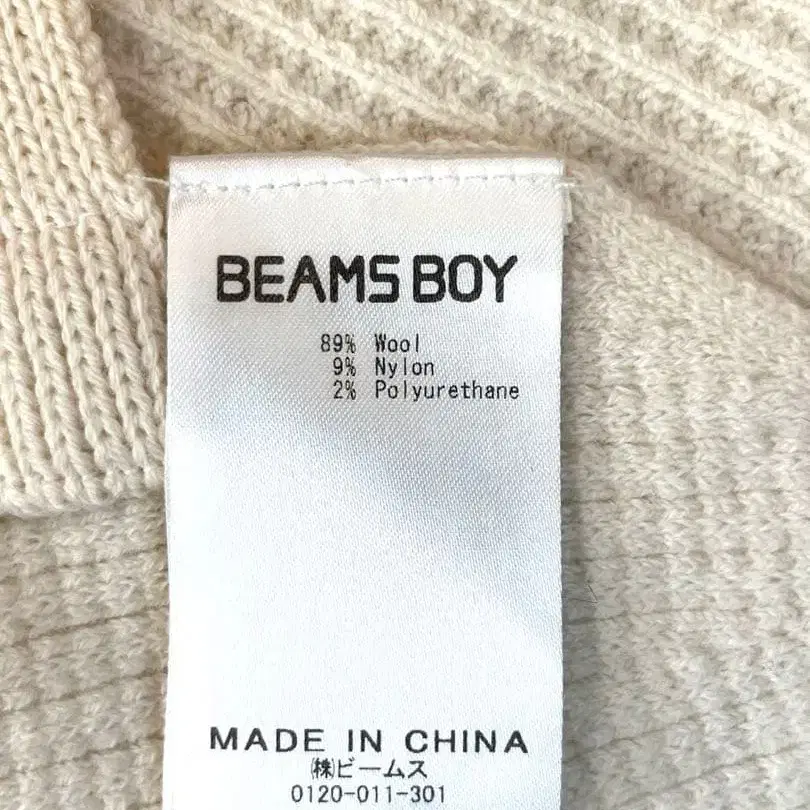 BEAMS BOY
89% Wool
9% Nylon
2% Polyurethane
MADE IN CHINA
㈱ビームス
0120-011-301